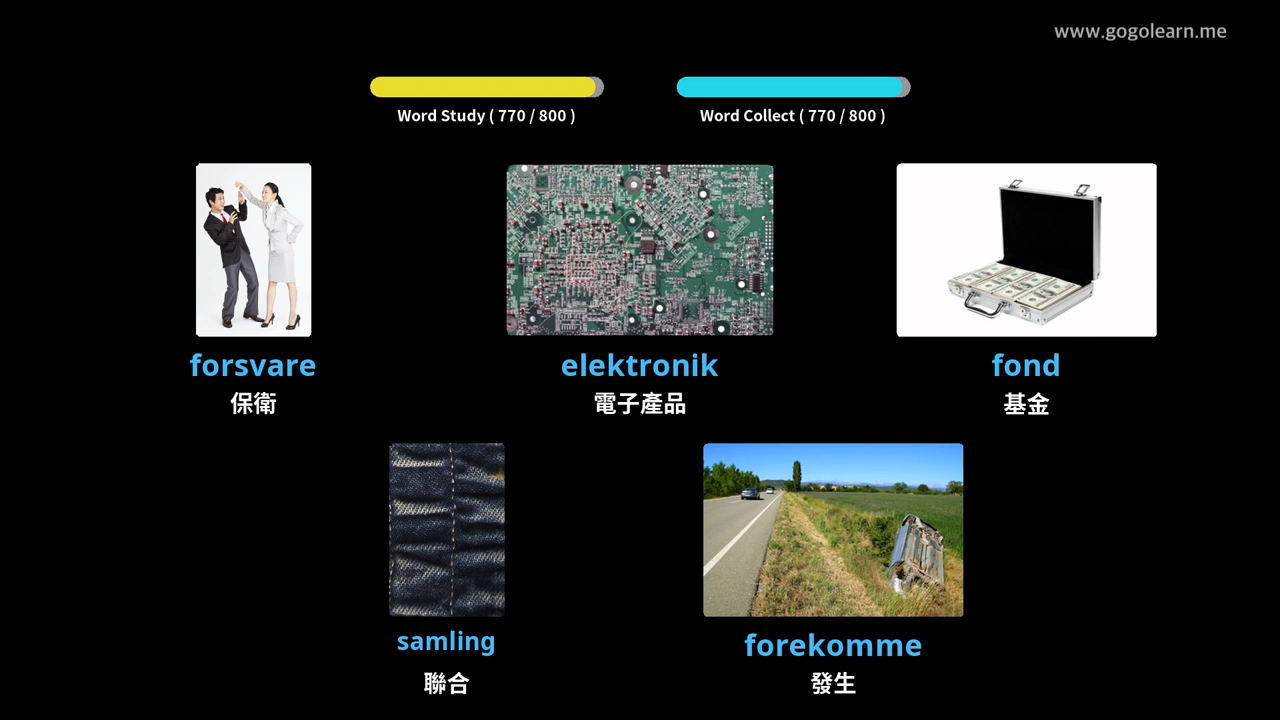 www.gogolearn.me
Word Study ( 770 / 800 )
Word Collect ( 770 / 800 )
forsvare
保衛
elektronik
電子產品
fond
基金
samling
聯合
forekomme
發生